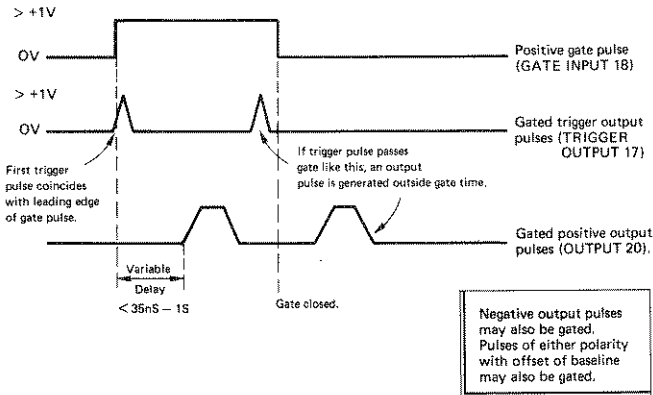 > +1V
OV
Positive gate pulse
(GATE INPUT 18)
> +1V
OV
Gated trigger output
pulses (TRIGGER
OUTPUT 17)
First trigger
pulse coincides
with leading edge
of gate pulse.
If trigger pulse passes
gate like this, an output
pulse is generated outside gate time.
Gated positive output
pulses (OUTPUT 20).
Variable
Delay
< 35nS – 1S
Gate closed.
Negative output pulses
may also be gated.
Pulses of either polarity
with offset of baseline
may also be gated.